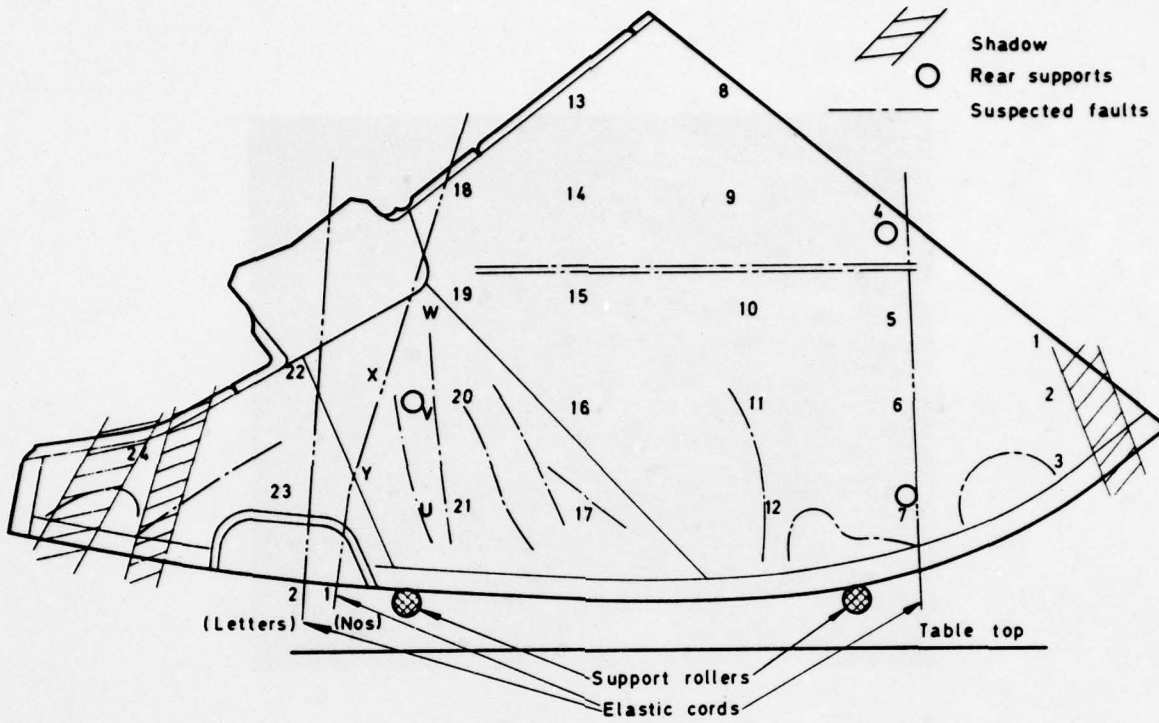 Shadow
Rear supports
Suspected faults
13
8
18
14
9
4
19
15
10
5
W
1
22
X
20
V
16
11
6
2
24
Y
3
23
U
21
17
12
7
2
1
(Letters)
(Nos)
Table top
Support rollers
Elastic cords